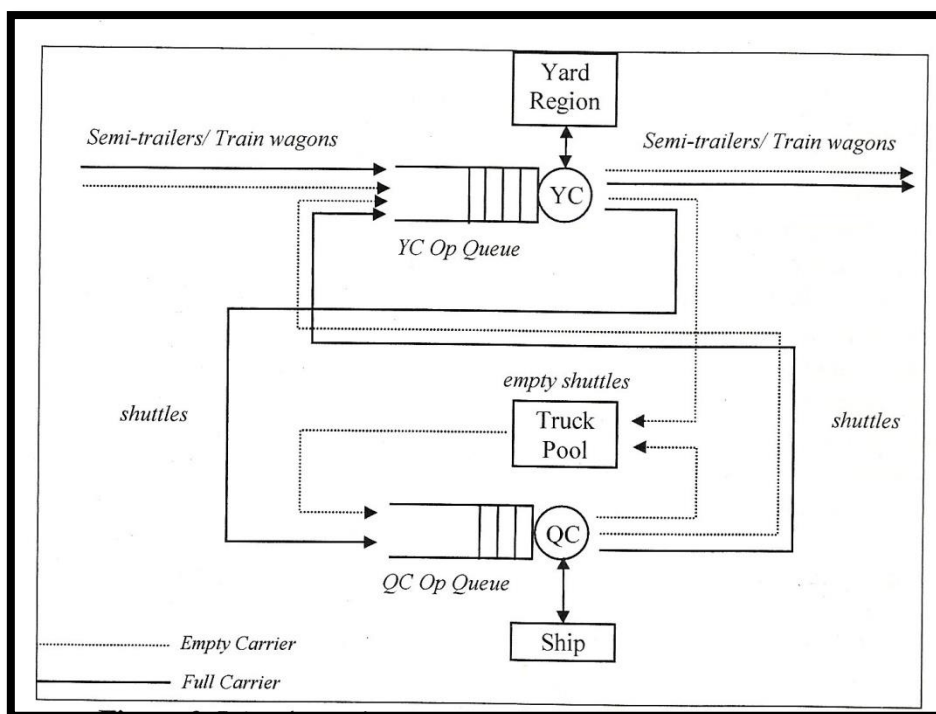 Yard
Region
Semi-trailers/ Train wagons
Semi-trailers/ Train wagons
YC
YC Op Queue
empty shuttles
shuttles
Truck
Pool
shuttles
QC
QC Op Queue
Ship
Empty Carrier
Full Carrier